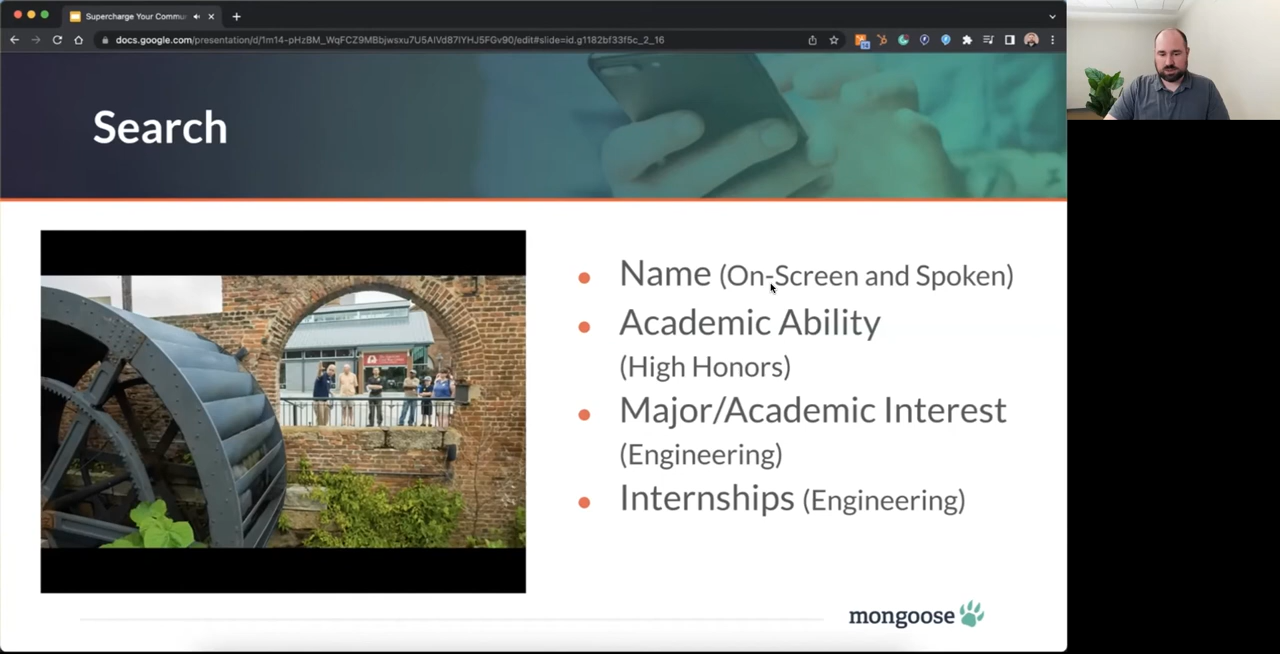 Supercharge Your Commu
docs.google.com/presentation/d/1m14-pHzBM_WqFCZ9MBbjwsxu7U5AlVd87IYHJ5FGv90/edit#slide=id.g1182bf33f5c_2_16
Search
Name (On-Screen and Spoken)
Academic Ability
(High Honors)
Major/Academic Interest
(Engineering)
Internships (Engineering)
mongoose